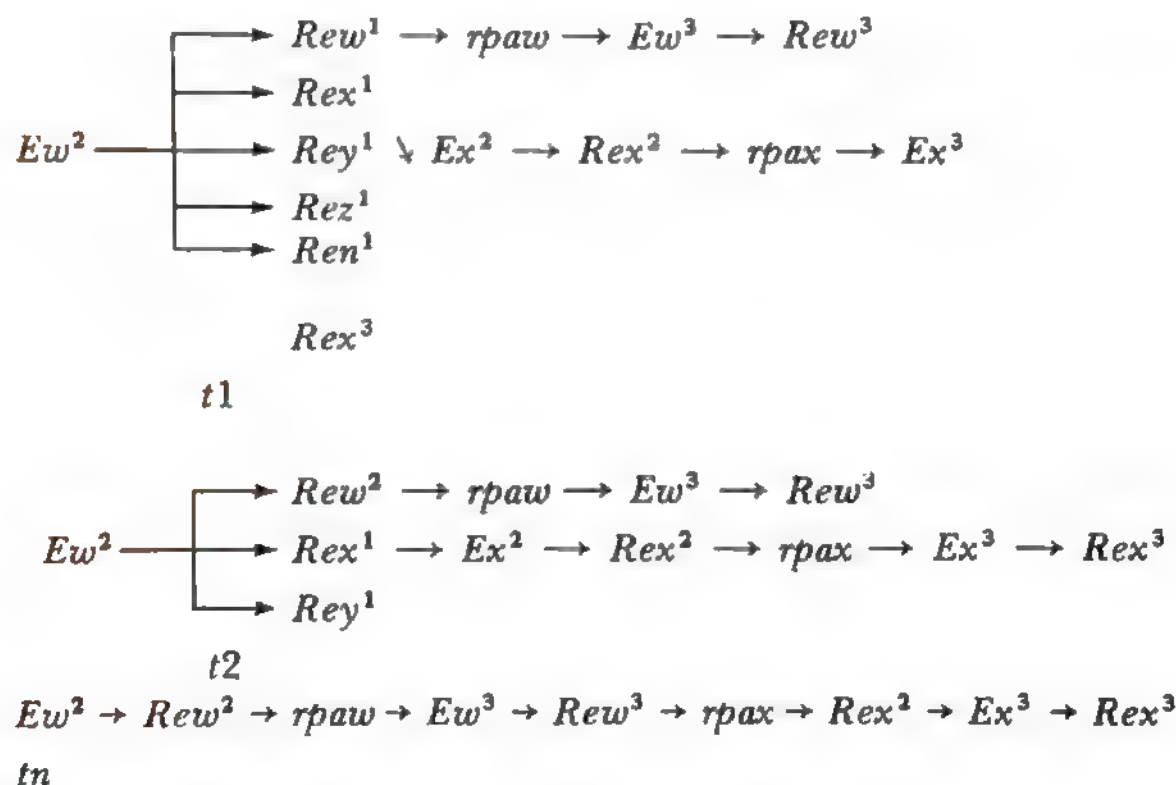 Rew¹ → rpaw → Ew³ → Rew³
Rex¹
Ew² Rey¹ ↘ Ex² → Rex² → rpax → Ex³
Rez¹
Ren¹
Rex³
t1
Rew² → rpaw → Ew³ → Rew³
Ew² Rex¹ → Ex² → Rex² → rpax → Ex³ → Rex³
Rey¹
t2
Ew² → Rew² → rpaw → Ew³ → Rew³ → rpax → Rex² → Ex³ → Rex³
tn